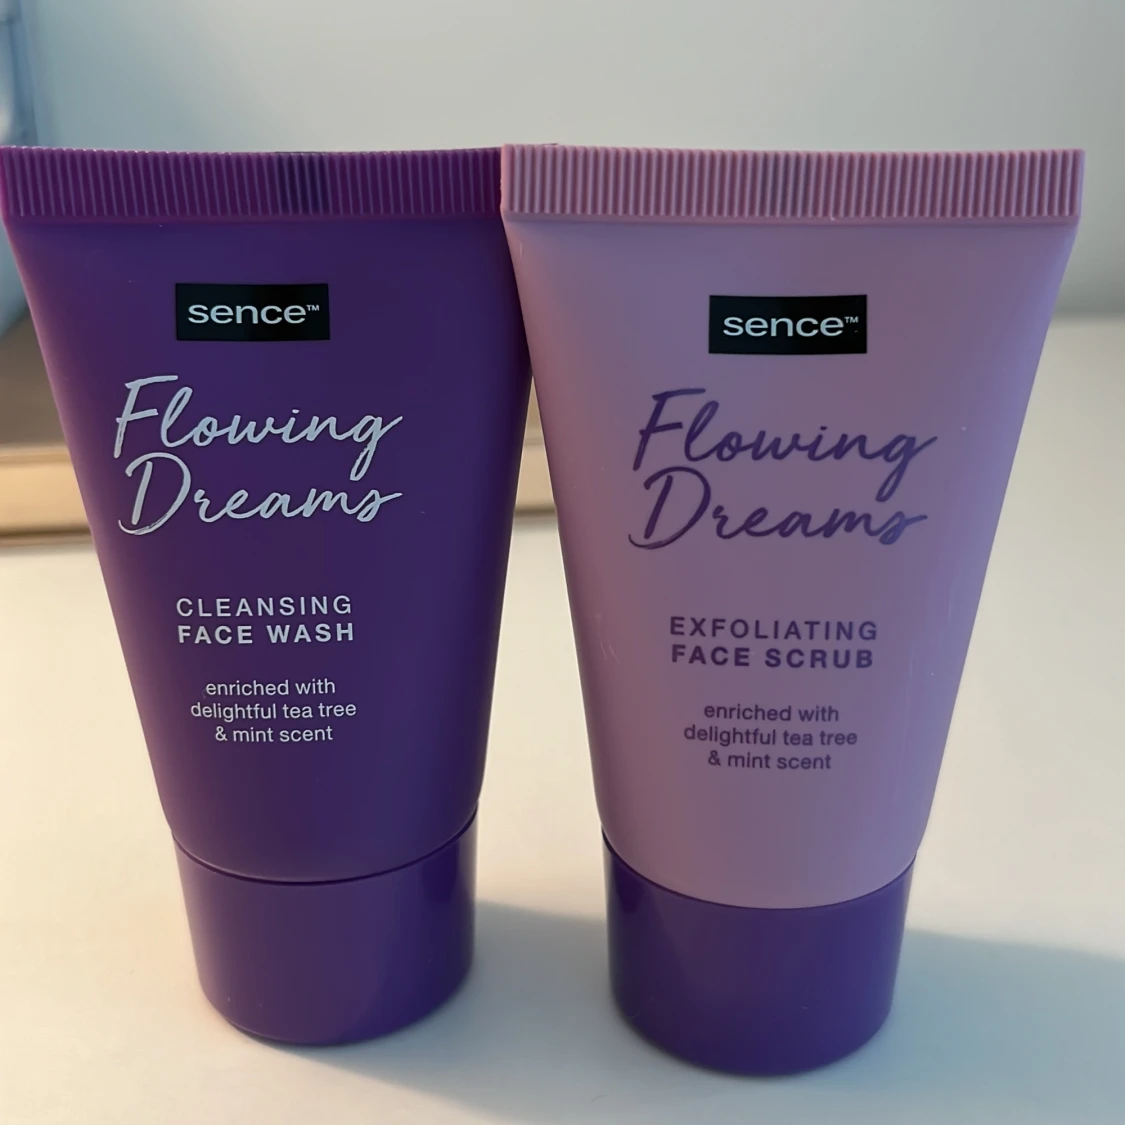 sence™
Flowing
Dreams
CLEANSING
FACE WASH
enriched with
delightful tea tree
& mint scent
sence™
Flowing
Dreams
EXFOLIATING
FACE SCRUB
enriched with
delightful tea tree
& mint scent